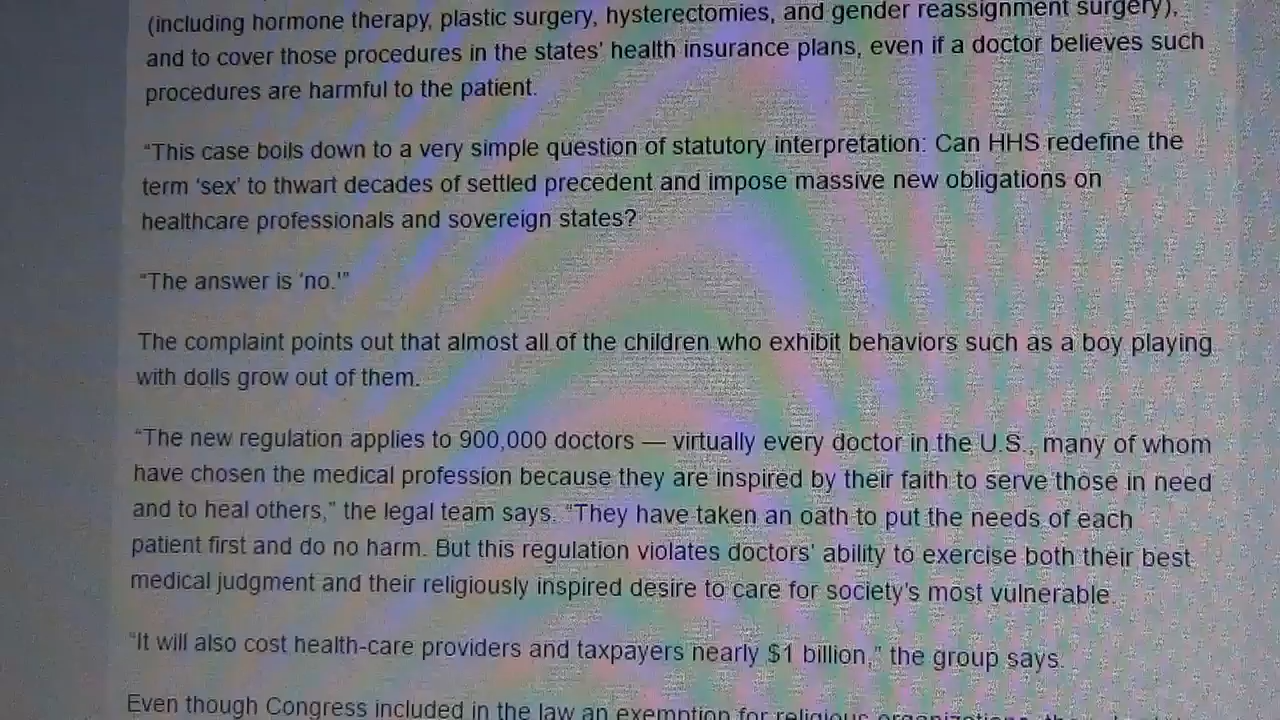 (including hormone therapy, plastic surgery, hysterectomies, and gender reassignment surgery),
and to cover those procedures in the states' health insurance plans, even if a doctor believes such
procedures are harmful to the patient.
“This case boils down to a very simple question of statutory interpretation: Can HHS redefine the
term ‘sex’ to thwart decades of settled precedent and impose massive new obligations on
healthcare professionals and sovereign states?
“The answer is ‘no.'”
The complaint points out that almost all of the children who exhibit behaviors such as a boy playing
with dolls grow out of them.
“The new regulation applies to 900,000 doctors — virtually every doctor in the U.S., many of whom
have chosen the medical profession because they are inspired by their faith to serve those in need
and to heal others,” the legal team says. “They have taken an oath to put the needs of each
patient first and do no harm. But this regulation violates doctors' ability to exercise both their best
medical judgment and their religiously inspired desire to care for society's most vulnerable.
“It will also cost health-care providers and taxpayers nearly $1 billion,” the group says.
Even though Congress included in the law an exemption for religious organizations,